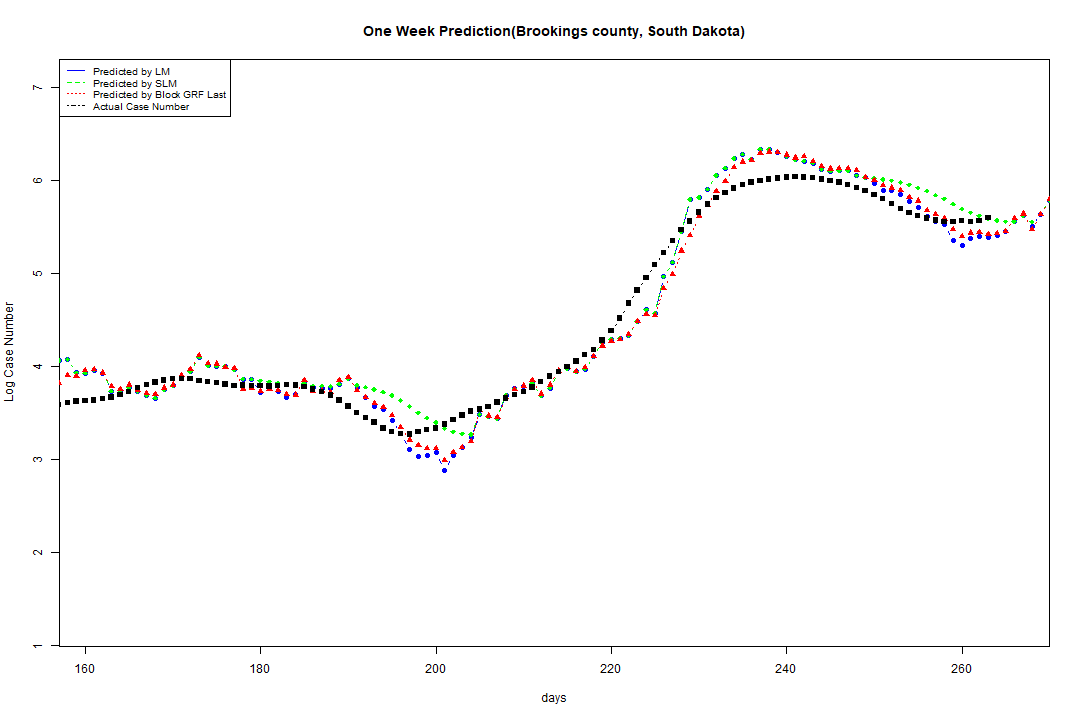 One Week Prediction(Brookings county, South Dakota)
Predicted by LM
Predicted by SLM
Predicted by Block GRF Last
Actual Case Number
7
6
5
4
3
2
1
Log Case Number
160 180 200 220 240 260
days